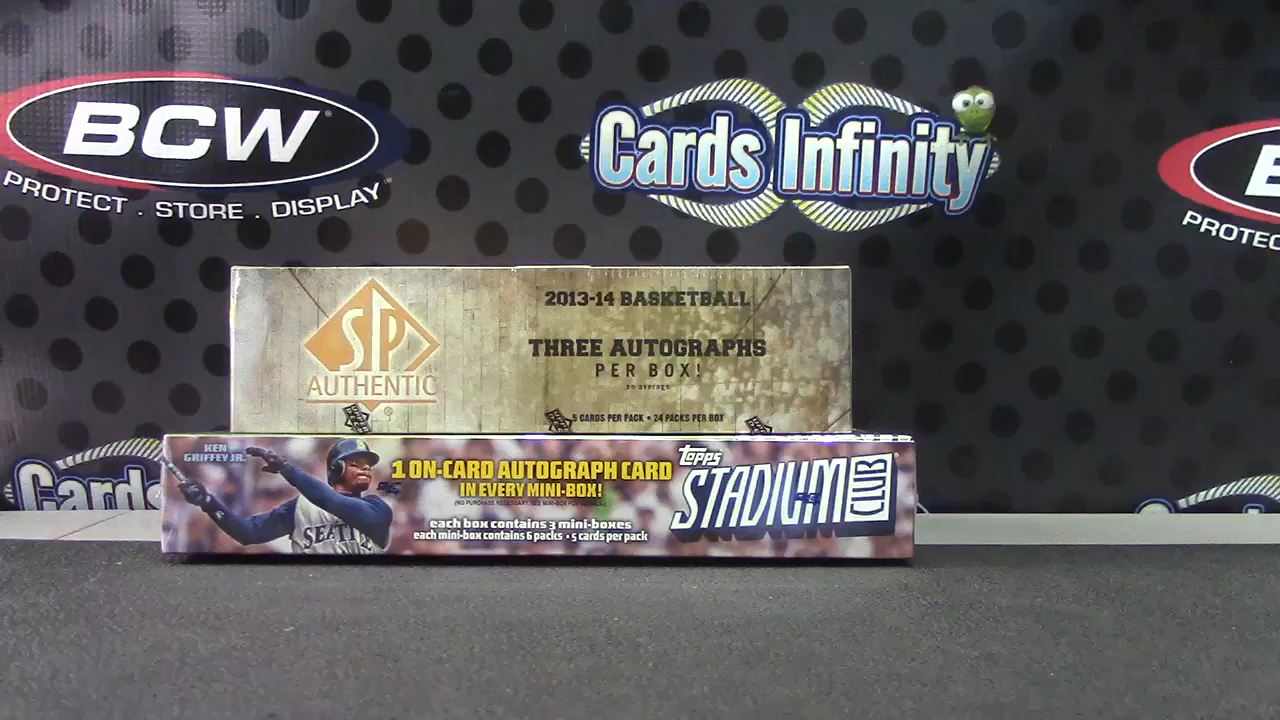 BCW
PROTECT . STORE . DISPLAY
Cards Infinity
PROTEC
2013-14 BASKETBALL
THREE AUTOGRAPHS
PER BOX!
on average
5 CARDS PER PACK • 24 PACKS PER BOX
SP
AUTHENTIC
KEN
GRIFFEY JR.
1 ON-CARD AUTOGRAPH CARD
IN EVERY MINI-BOX!
each box contains 3 mini-boxes
each mini-box contains 6 packs • 5 cards per pack
SEATTLE
topps
STADIUM
CLUB
Cards